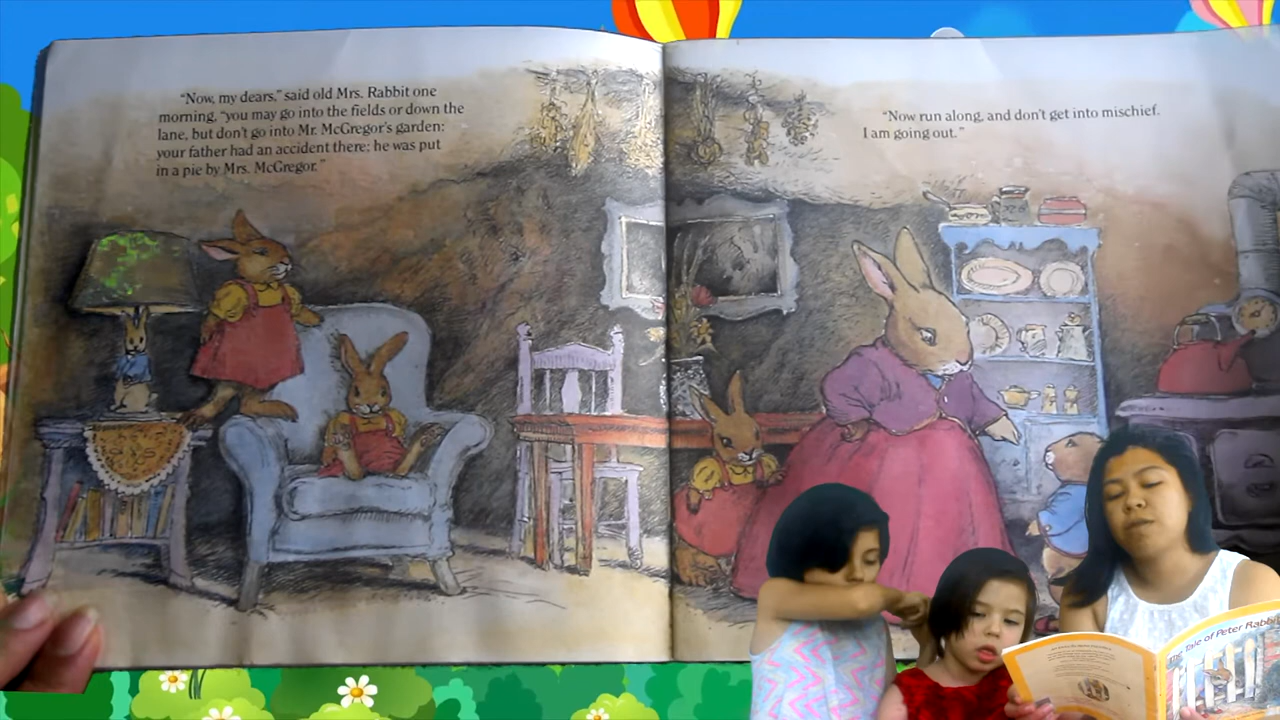 "Now, my dears," said old Mrs. Rabbit one
morning, "you may go into the fields or down the
lane, but don't go into Mr. McGregor's garden:
your father had an accident there; he was put
in a pie by Mrs. McGregor."
"Now run along, and don't get into mischief.
I am going out."
The Tale of Peter Rabbit